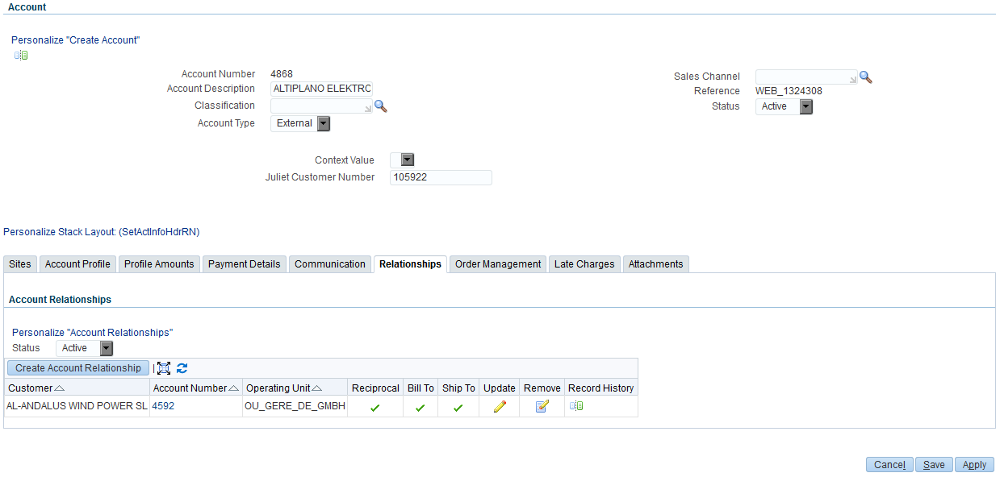 Account
Personalize "Create Account"
Account Number 4868
Account Description ALTIPLANO ELEKTRO
Classification
Account Type External
Sales Channel
Reference WEB_1324308
Status Active
Context Value
Juliet Customer Number 105922
Personalize Stack Layout: (SetActInfoHdrRN)
Sites Account Profile Profile Amounts Payment Details Communication Relationships Order Management Late Charges Attachments
Account Relationships
Personalize "Account Relationships"
Status Active
Create Account Relationship
Customer Account Number Operating Unit Reciprocal Bill To Ship To Update Remove Record History
AL-ANDALUS WIND POWER SL 4592 OU_GERE_DE_GMBH
Cancel Save Apply